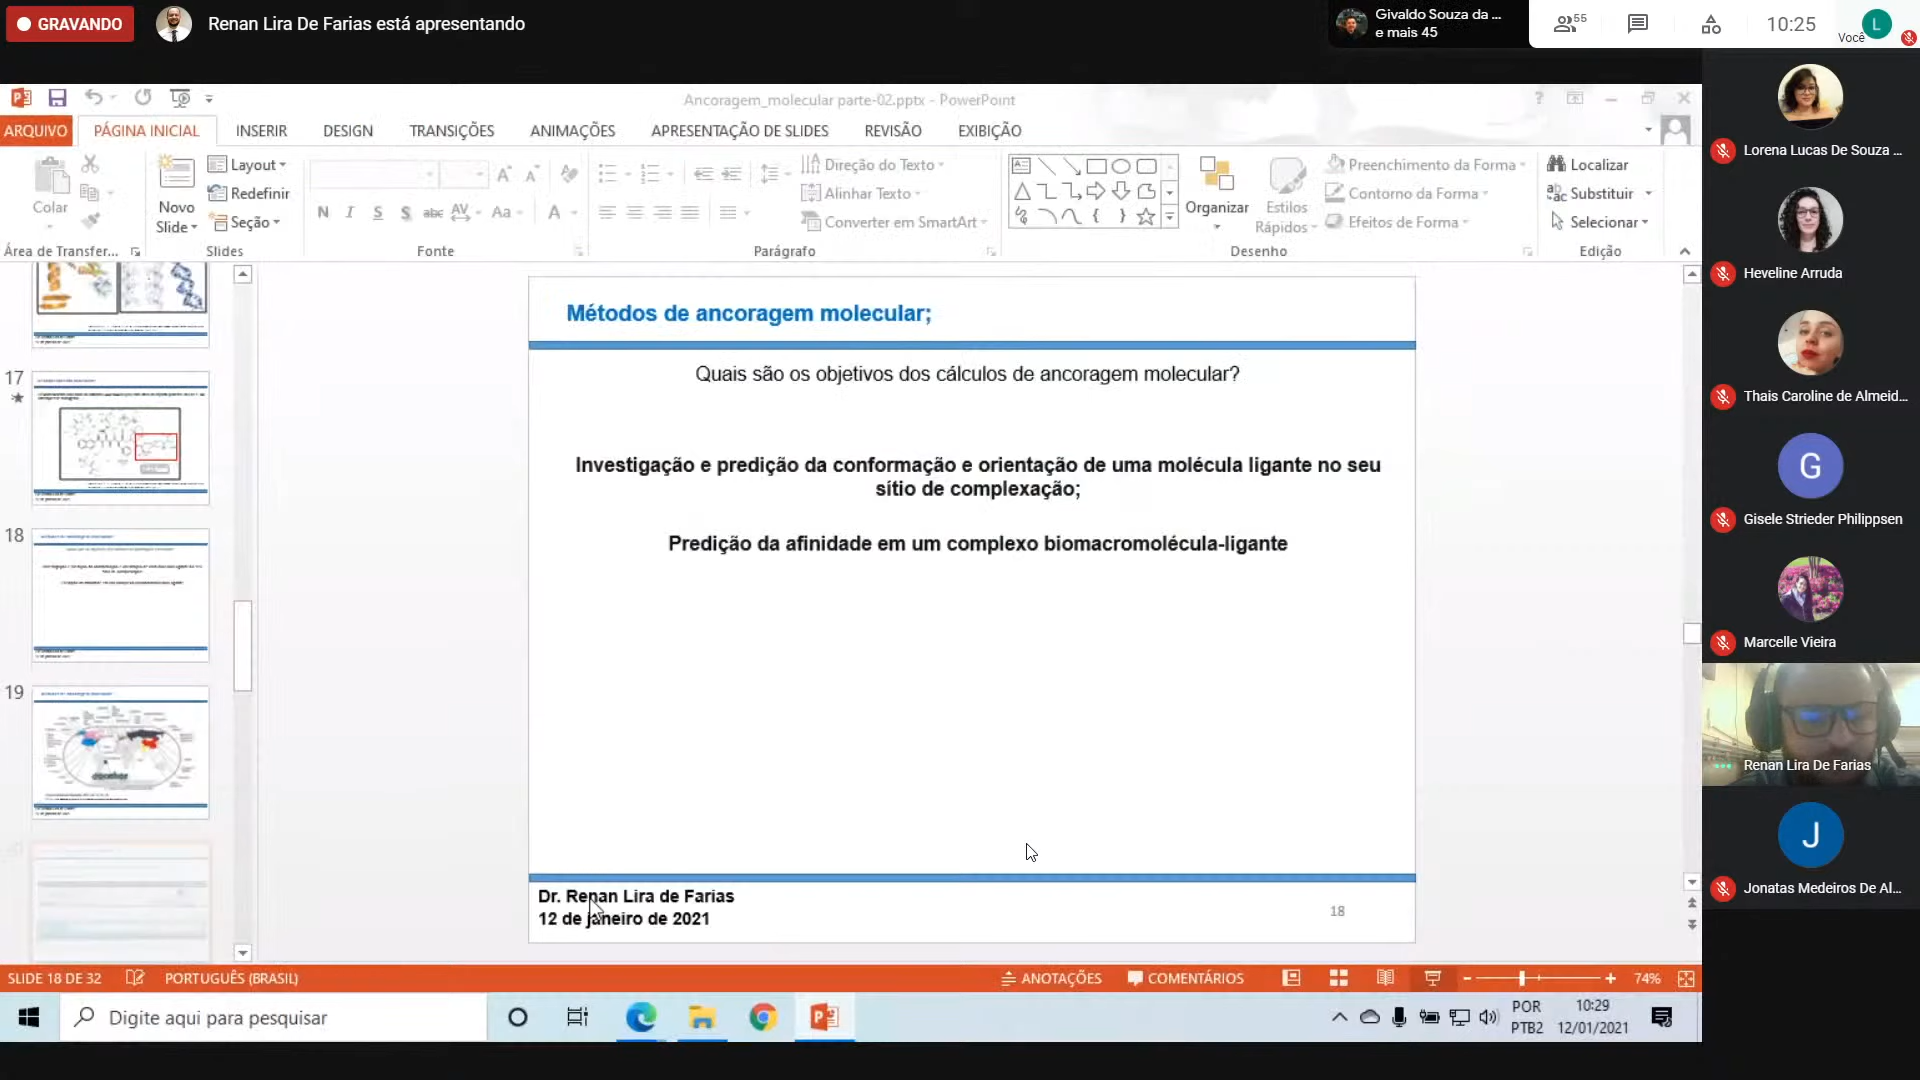 GRAVANDO
Renan Lira De Farias está apresentando
Givaldo Souza da ...
e mais 45
55
10:25
Você
L
Ancoragem_molecular parte-02.pptx - PowerPoint
ARQUIVO
PÁGINA INICIAL
INSERIR
DESIGN
TRANSIÇÕES
ANIMAÇÕES
APRESENTAÇÃO DE SLIDES
REVISÃO
EXIBIÇÃO
Colar
Novo
Slide
Layout
Redefinir
Seção
N I S S abc AV Aa A
Direção do Texto
Alinhar Texto
Converter em SmartArt
Organizar
Estilos
Rápidos
Preenchimento da Forma
Contorno da Forma
Efeitos de Forma
Localizar
Substituir
Selecionar
Área de Transfer...
Slides
Fonte
Parágrafo
Desenho
Edição
17
18
19
Métodos de ancoragem molecular;
Quais são os objetivos dos cálculos de ancoragem molecular?
Investigação e predição da conformação e orientação de uma molécula ligante no seu
sítio de complexação;
Predição da afinidade em um complexo biomacromolécula-ligante
Dr. Renan Lira de Farias
12 de janeiro de 2021
18
Lorena Lucas De Souza ...
Heveline Arruda
Thais Caroline de Almeid...
G
Gisele Strieder Philippsen
Marcelle Vieira
Renan Lira De Farias
J
Jonatas Medeiros De Al...
SLIDE 18 DE 32
PORTUGUÊS (BRASIL)
ANOTAÇÕES
COMENTÁRIOS
74%
Digite aqui para pesquisar
POR
PTB2
10:29
12/01/2021